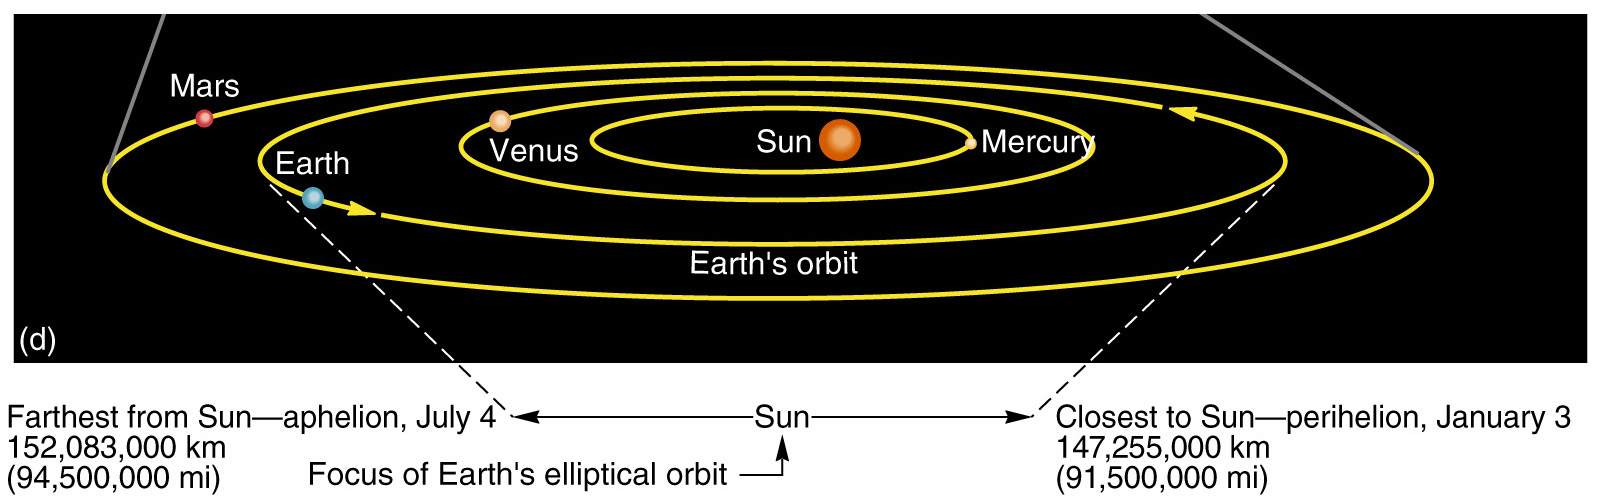 Mars
Sun
Mercury
Venus
Earth
Earth's orbit
(d)
Farthest from Sun—aphelion, July 4
152,083,000 km
(94,500,000 mi)
Sun
Focus of Earth's elliptical orbit
Closest to Sun—perihelion, January 3
147,255,000 km
(91,500,000 mi)